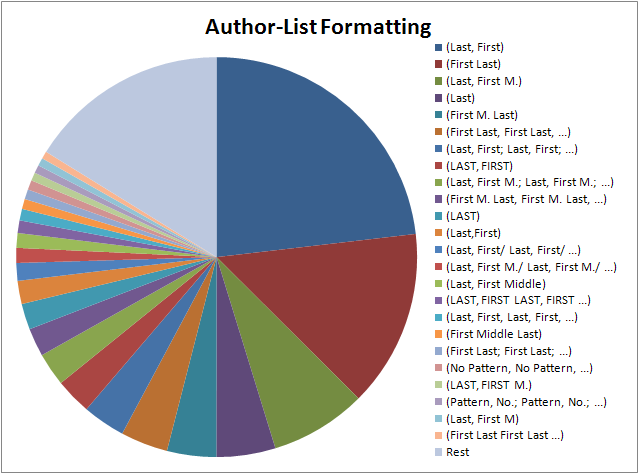 Author-List Formatting
(Last, First)
(First Last)
(Last, First M.)
(Last)
(First M. Last)
(First Last, First Last, ...)
(Last, First; Last, First; ...)
(LAST, FIRST)
(Last, First M.; Last, First M.; ...)
(First M. Last, First M. Last, ...)
(LAST)
(Last,First)
(Last, First/ Last, First/ ...)
(Last, First M./ Last, First M./ ...)
(Last, First Middle)
(LAST, FIRST LAST, FIRST ...)
(Last, First, Last, First, ...)
(First Middle Last)
(First Last; First Last; ...)
(No Pattern, No Pattern, ...)
(LAST, FIRST M.)
(Pattern, No.; Pattern, No.; ...)
(Last, First M)
(First Last First Last ...)
Rest